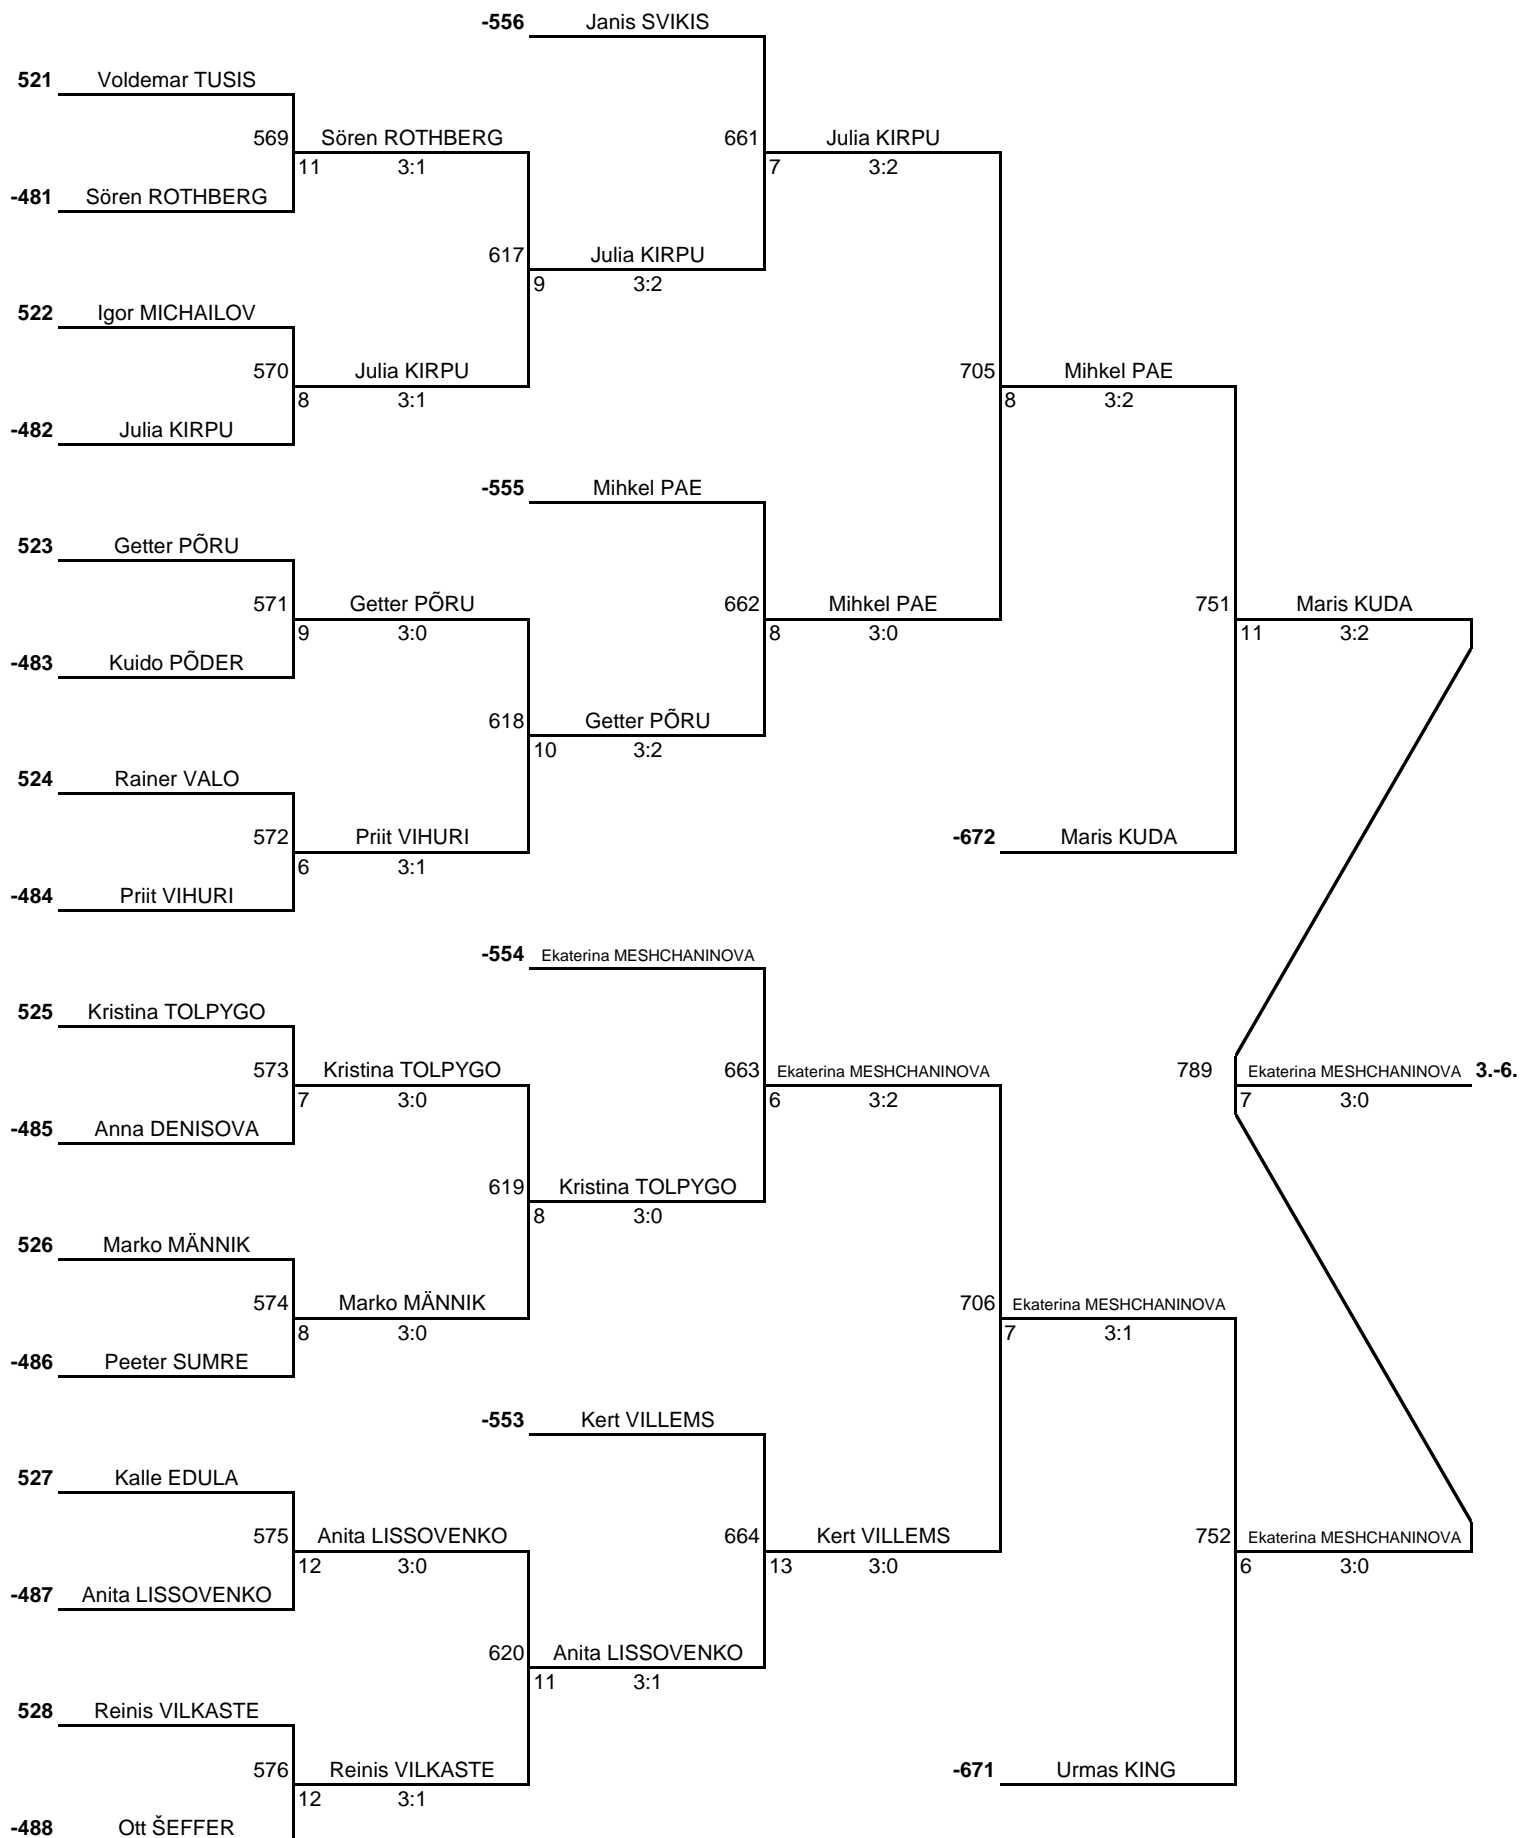 -556 Janis SVIKIS
521 Voldemar TUSIS
569 Sören ROTHBERG 661 Julia KIRPU
11 3:1 7 3:2
-481 Sören ROTHBERG
617 Julia KIRPU
9 3:2
522 Igor MICHAILOV
570 Julia KIRPU 705 Mihkel PAE
8 3:1 8 3:2
-482 Julia KIRPU
-555 Mihkel PAE
523 Getter PÕRU
571 Getter PÕRU 662 Mihkel PAE 751 Maris KUDA
9 3:0 8 3:0 11 3:2
-483 Kuido PÕDER
618 Getter PÕRU
10 3:2
524 Rainer VALO
572 Priit VIHURI -672 Maris KUDA
6 3:1
-484 Priit VIHURI
-554 Ekaterina MESHCHANINOVA
525 Kristina TOLPYGO
573 Kristina TOLPYGO 663 Ekaterina MESHCHANINOVA 789 Ekaterina MESHCHANINOVA 3.-6.
7 3:0 6 3:2 7 3:0
-485 Anna DENISOVA
619 Kristina TOLPYGO
8 3:0
526 Marko MÄNNIK
574 Marko MÄNNIK 706 Ekaterina MESHCHANINOVA
8 3:0 7 3:1
-486 Peeter SUMRE
-553 Kert VILLEMS
527 Kalle EDULA
575 Anita LISSOVENKO 664 Kert VILLEMS 752 Ekaterina MESHCHANINOVA
12 3:0 13 3:0 6 3:0
-487 Anita LISSOVENKO
620 Anita LISSOVENKO
11 3:1
528 Reinis VILKASTE
576 Reinis VILKASTE -671 Urmas KING
12 3:1
-488 Ott ŠEFFER